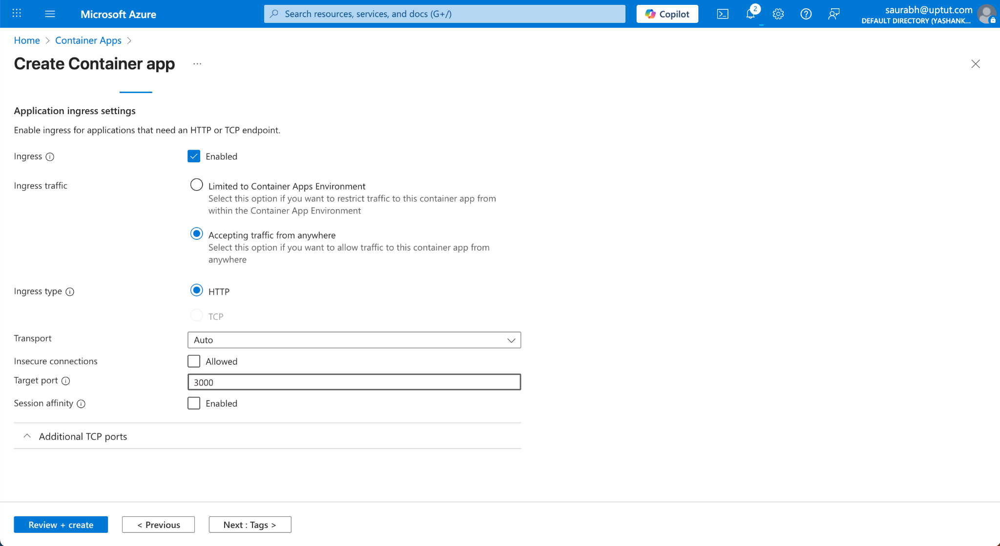 Microsoft Azure
Search resources, services, and docs (G+/)
Copilot
2
saurabh@uptut.com
DEFAULT DIRECTORY (YASHANK...
Home > Container Apps >
Create Container app ...
Application ingress settings
Enable ingress for applications that need an HTTP or TCP endpoint.
Ingress
Enabled
Ingress traffic
Limited to Container Apps Environment
Select this option if you want to restrict traffic to this container app from
within the Container App Environment
Accepting traffic from anywhere
Select this option if you want to allow traffic to this container app from
anywhere
Ingress type
HTTP
TCP
Transport
Auto
Insecure connections
Allowed
Target port
3000
Session affinity
Enabled
Additional TCP ports
Review + create
< Previous
Next : Tags >